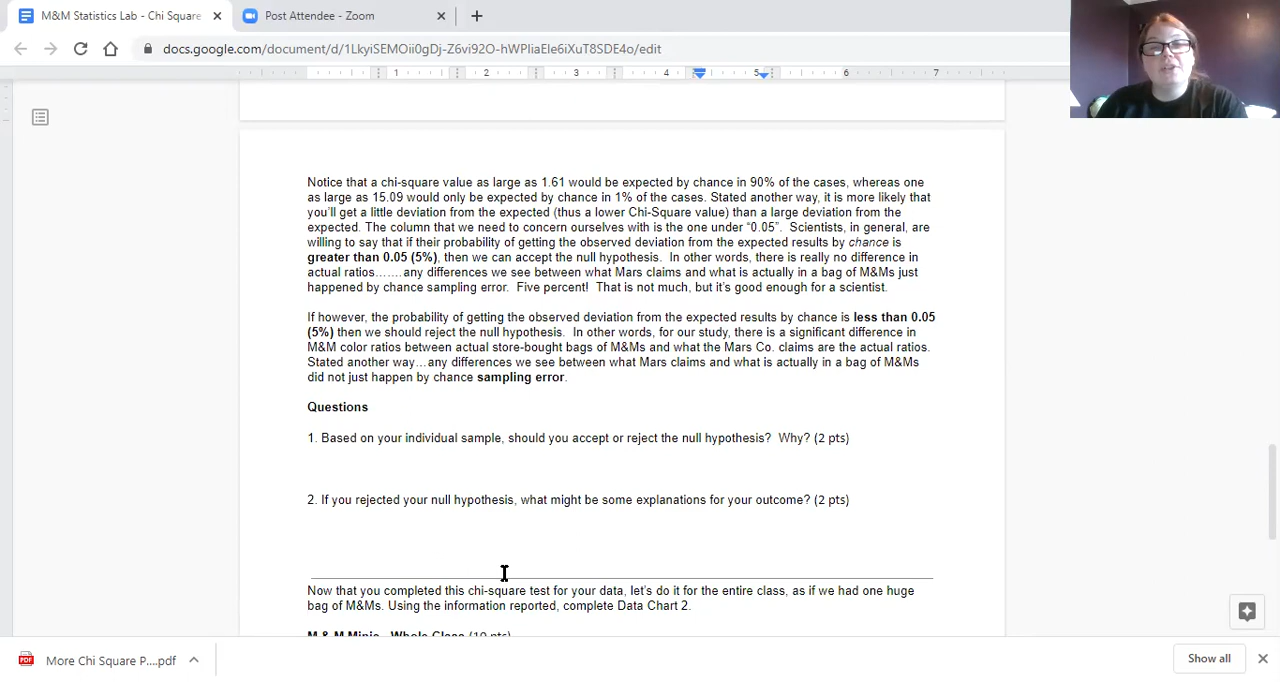 M&M Statistics Lab - Chi Square
Post Attendee - Zoom
docs.google.com/document/d/1LkyiSEMOii0gDj-Z6vi92O-hWPliaEle6iXuT8SDE4o/edit
1 2 3 4 5 6 7
Notice that a chi-square value as large as 1.61 would be expected by chance in 90% of the cases, whereas one
as large as 15.09 would only be expected by chance in 1% of the cases. Stated another way, it is more likely that
you'll get a little deviation from the expected (thus a lower Chi-Square value) than a large deviation from the
expected. The column that we need to concern ourselves with is the one under “0.05”. Scientists, in general, are
willing to say that if their probability of getting the observed deviation from the expected results by chance is
greater than 0.05 (5%), then we can accept the null hypothesis. In other words, there is really no difference in
actual ratios…….any differences we see between what Mars claims and what is actually in a bag of M&Ms just
happened by chance sampling error. Five percent! That is not much, but it's good enough for a scientist.
If however, the probability of getting the observed deviation from the expected results by chance is less than 0.05
(5%) then we should reject the null hypothesis. In other words, for our study, there is a significant difference in
M&M color ratios between actual store-bought bags of M&Ms and what the Mars Co. claims are the actual ratios.
Stated another way…any differences we see between what Mars claims and what is actually in a bag of M&Ms
did not just happen by chance sampling error.
Questions
1. Based on your individual sample, should you accept or reject the null hypothesis? Why? (2 pts)
2. If you rejected your null hypothesis, what might be some explanations for your outcome? (2 pts)
Now that you completed this chi-square test for your data, let's do it for the entire class, as if we had one huge
bag of M&Ms. Using the information reported, complete Data Chart 2.
M & M Minis - Whole Class (10 pts)
More Chi Square P....pdf
Show all